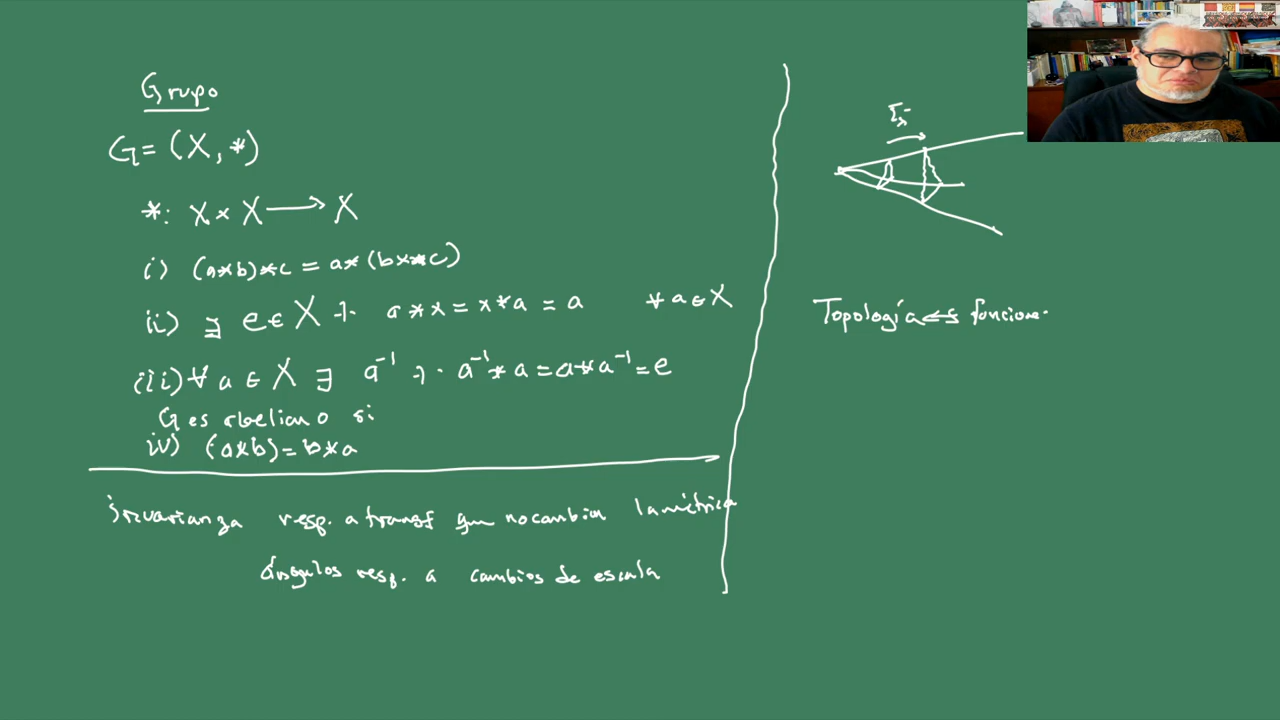 Grupo
G = (X, *)
*: X × X ⟶ X
i) (a*b)*c = a*(b**c)
ii) ∃ e ∈ X ∙|∙ a*x = x*a = a ∀ a ∈ X
iii) ∀ a ∈ X ∃ a⁻¹ ∙|∙ a⁻¹*a = a*a⁻¹ = e
G es abeliano si
iv) (a*b) = b*a
invarianza resp. a transf que no cambian la métrica
ángulos resp. a cambios de escala
Topología ⟺ funciones